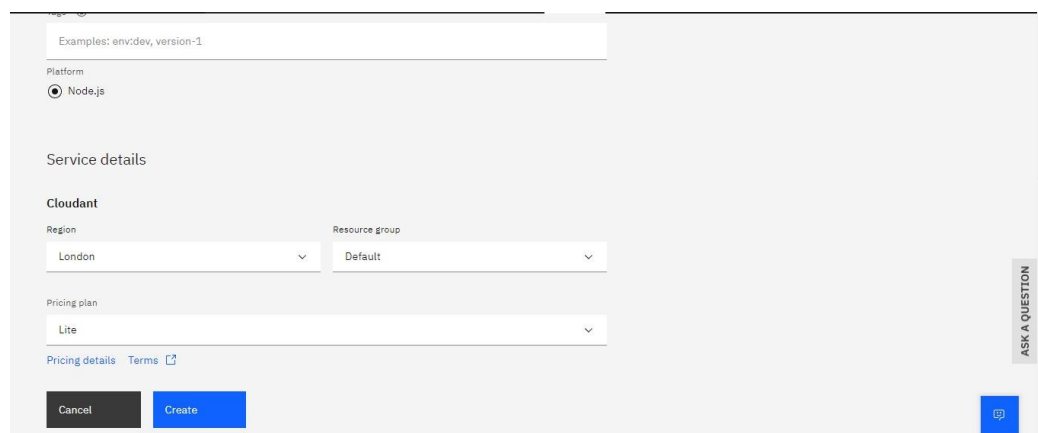 Examples: env:dev, version-1
Platform
Node.js
Service details
Cloudant
Region
Resource group
London
Default
Pricing plan
Lite
Pricing details Terms
Cancel
Create
ASK A QUESTION